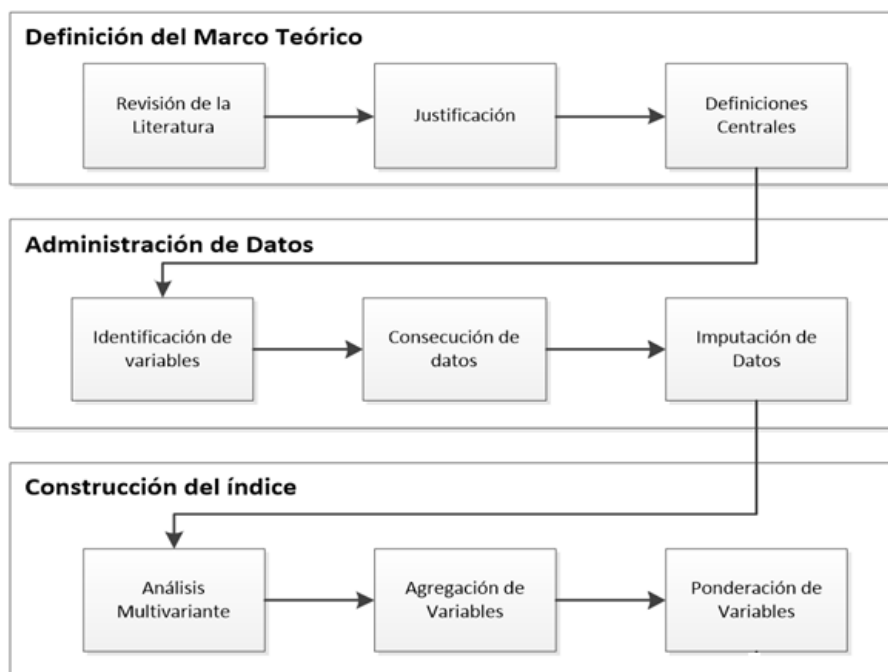 Definición del Marco Teórico
Revisión de la
Literatura
Justificación
Definiciones
Centrales
Administración de Datos
Identificación de
variables
Consecución de
datos
Imputación de
Datos
Construcción del índice
Análisis
Multivariante
Agregación de
Variables
Ponderación de
Variables